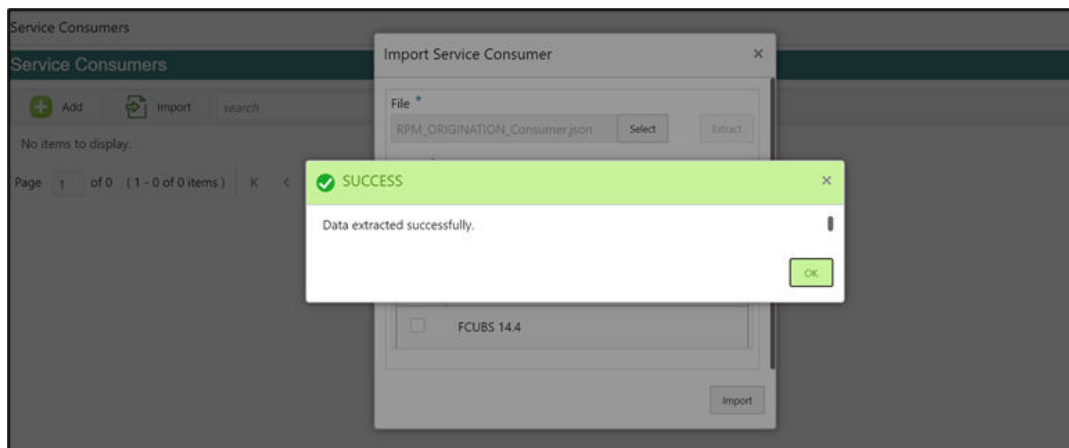 Service Consumers
Service Consumers
Add Import search
No items to display.
Page 1 of 0 (1 - 0 of 0 items) K <
Import Service Consumer ×
File *
RPM_ORIGINATION_Consumer.json Select Extract
SUCCESS ×
Data extracted successfully.
OK
FCUBS 14.4
Import